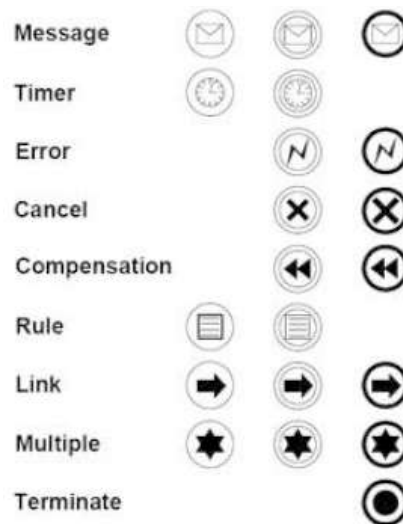 Message
Timer
Error
Cancel
Compensation
Rule
Link
Multiple
Terminate